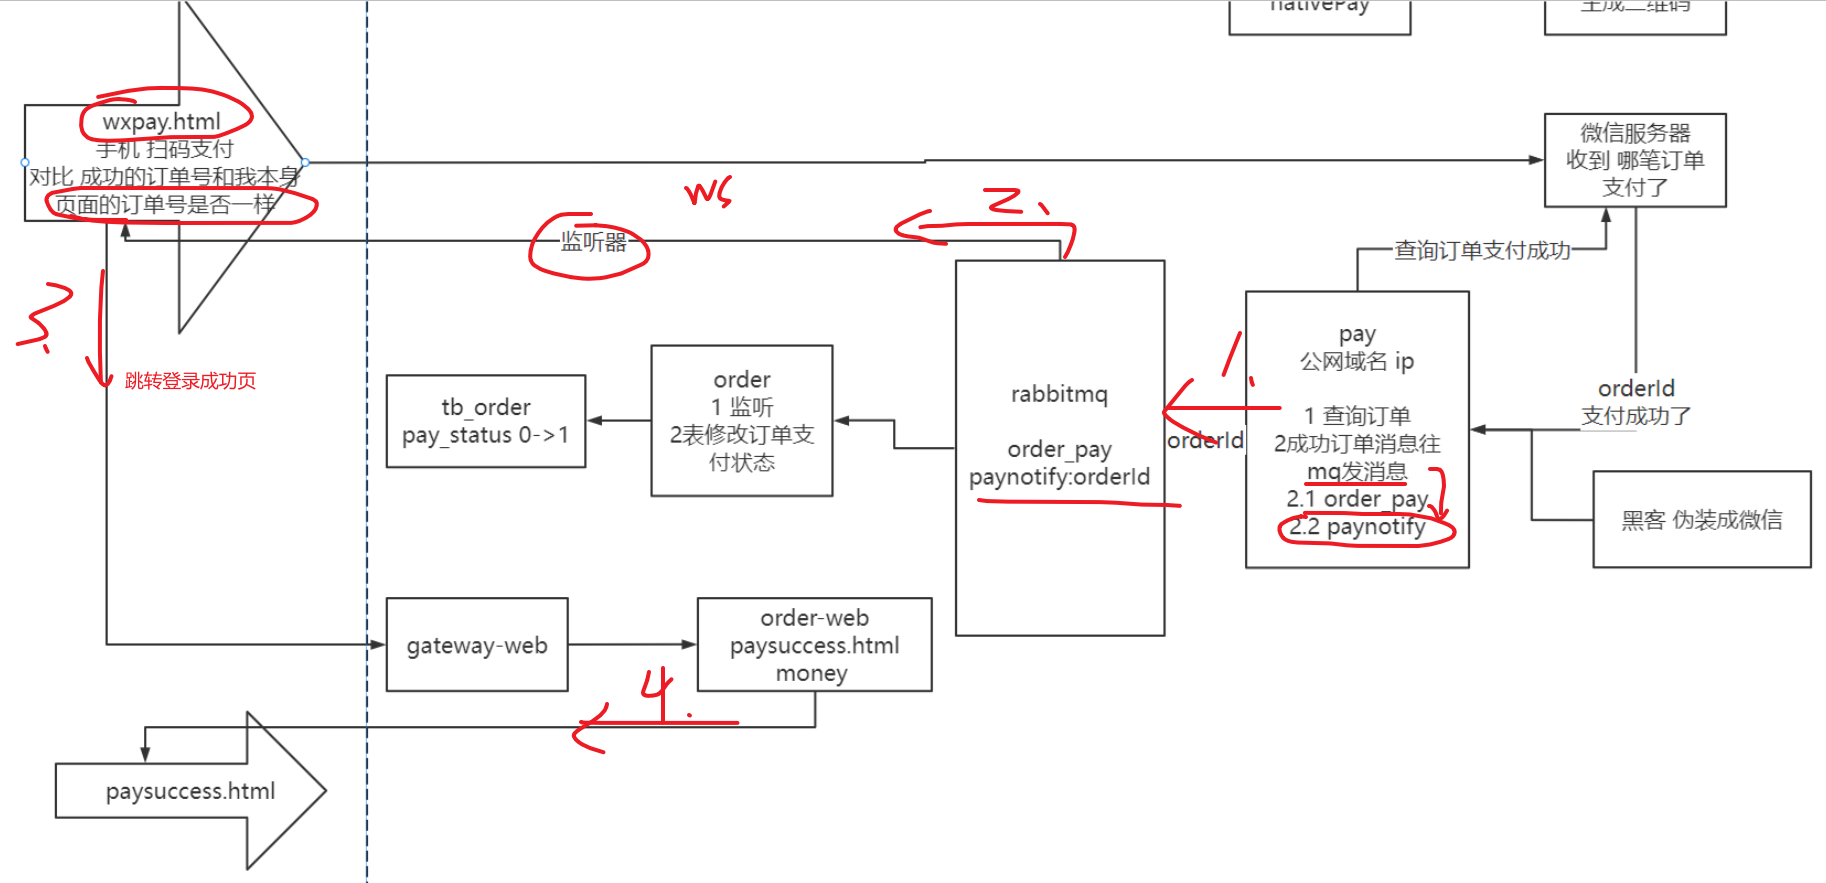 nativePay
生成二维码
wxpay.html
手机 扫码支付
对比 成功的订单号和我本身
页面的订单号是否一样
微信服务器
收到 哪笔订单
支付了
ws
2、
监听器
查询订单支付成功
3.
跳转登录成功页
tb_order
pay_status 0->1
order
1 监听
2表修改订单支
付状态
rabbitmq
order_pay
paynotify:orderId
1.
orderId
pay
公网域名 ip
1 查询订单
2成功订单消息往
mq发消息
2.1 order_pay
2.2 paynotify
orderId
支付成功了
黑客 伪装成微信
gateway-web
order-web
paysuccess.html
money
4.
paysuccess.html